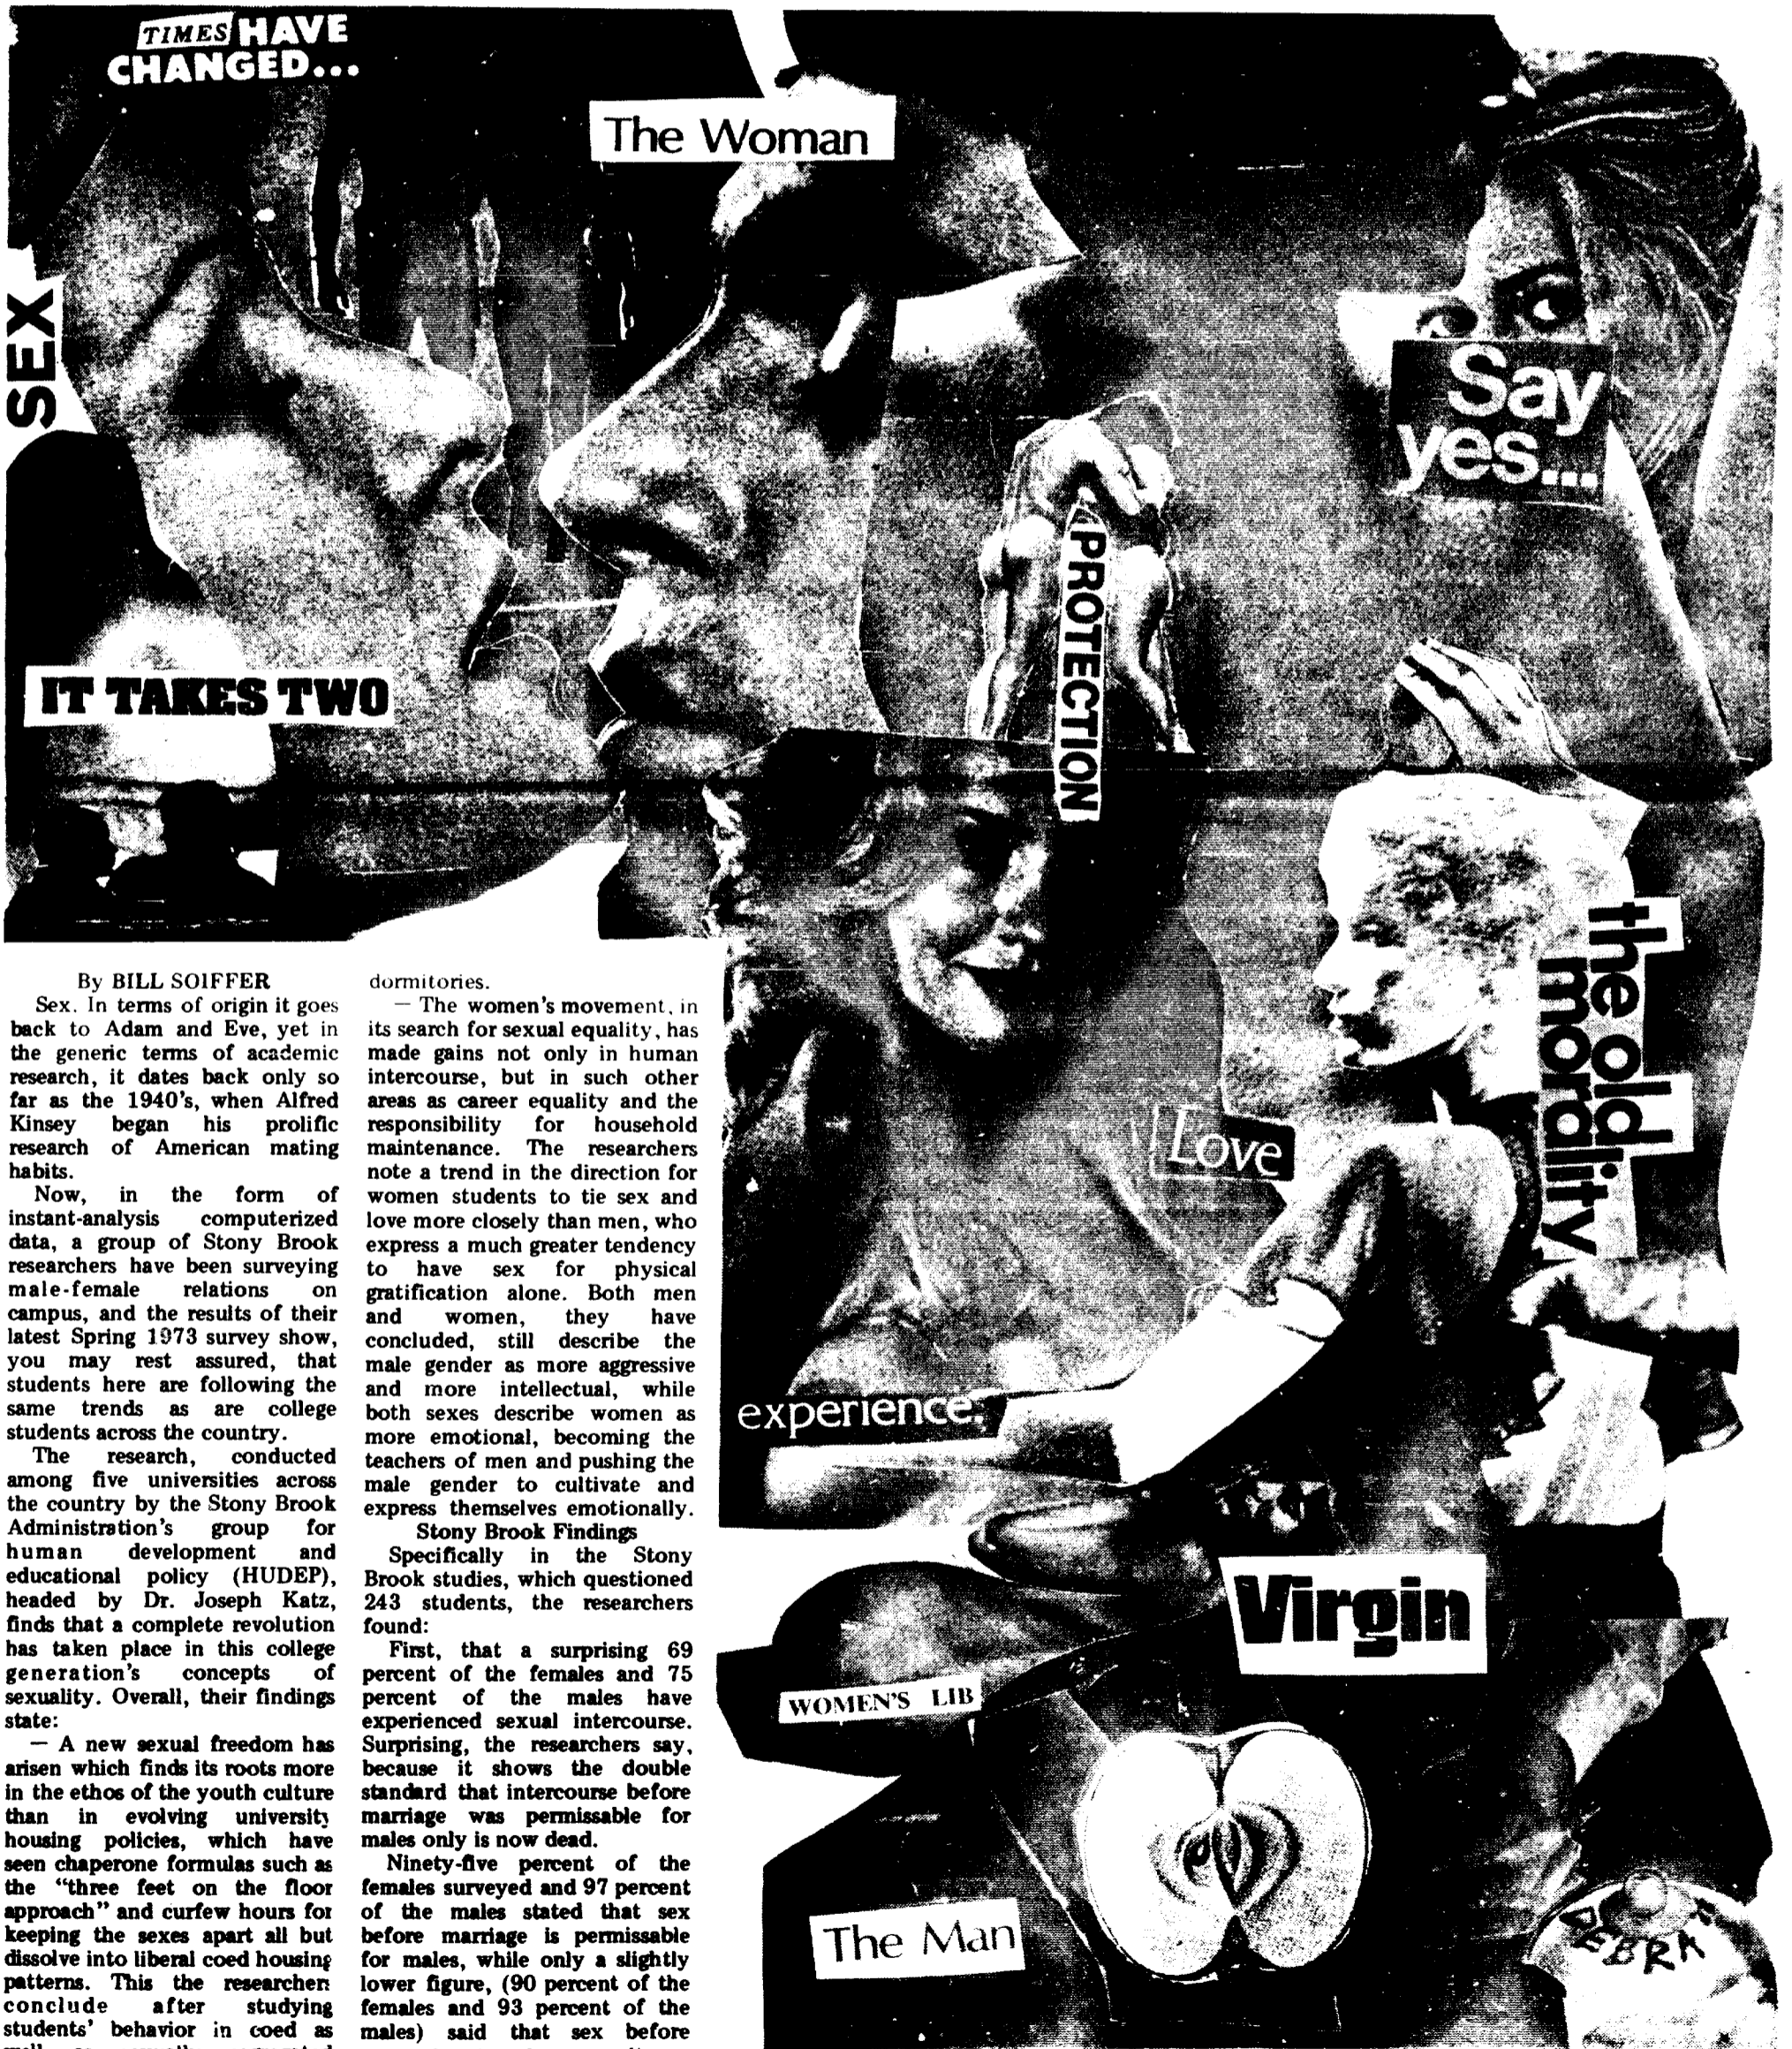 TIMES HAVE
CHANGED...
The Woman
SEX
Say
yes...
PROTECTION
IT TAKES TWO
the old
morality
Love
experience.
Virgin
WOMEN'S LIB
The Man
DEBRA
By BILL SOIFFER
Sex. In terms of origin it goes
back to Adam and Eve, yet in
the generic terms of academic
research, it dates back only so
far as the 1940's, when Alfred
Kinsey began his prolific
research of American mating
habits.
Now, in the form of
instant-analysis computerized
data, a group of Stony Brook
researchers have been surveying
male-female relations on
campus, and the results of their
latest Spring 1973 survey show,
you may rest assured, that
students here are following the
same trends as are college
students across the country.
The research, conducted
among five universities across
the country by the Stony Brook
Administration's group for
human development and
educational policy (HUDEP),
headed by Dr. Joseph Katz,
finds that a complete revolution
has taken place in this college
generation's concepts of
sexuality. Overall, their findings
state:
— A new sexual freedom has
arisen which finds its roots more
in the ethos of the youth culture
than in evolving university
housing policies, which have
seen chaperone formulas such as
the "three feet on the floor
approach" and curfew hours for
keeping the sexes apart all but
dissolve into liberal coed housing
patterns. This the researchers
conclude after studying
students' behavior in coed as
dormitories.
— The women's movement, in
its search for sexual equality, has
made gains not only in human
intercourse, but in such other
areas as career equality and the
responsibility for household
maintenance. The researchers
note a trend in the direction for
women students to tie sex and
love more closely than men, who
express a much greater tendency
to have sex for physical
gratification alone. Both men
and women, they have
concluded, still describe the
male gender as more aggressive
and more intellectual, while
both sexes describe women as
more emotional, becoming the
teachers of men and pushing the
male gender to cultivate and
express themselves emotionally.
Stony Brook Findings
Specifically in the Stony
Brook studies, which questioned
243 students, the researchers
found:
First, that a surprising 69
percent of the females and 75
percent of the males have
experienced sexual intercourse.
Surprising, the researchers say,
because it shows the double
standard that intercourse before
marriage was permissable for
males only is now dead.
Ninety-five percent of the
females surveyed and 97 percent
of the males stated that sex
before marriage is permissable
for males, while only a slightly
lower figure, (90 percent of the
females and 93 percent of the
males) said that sex before